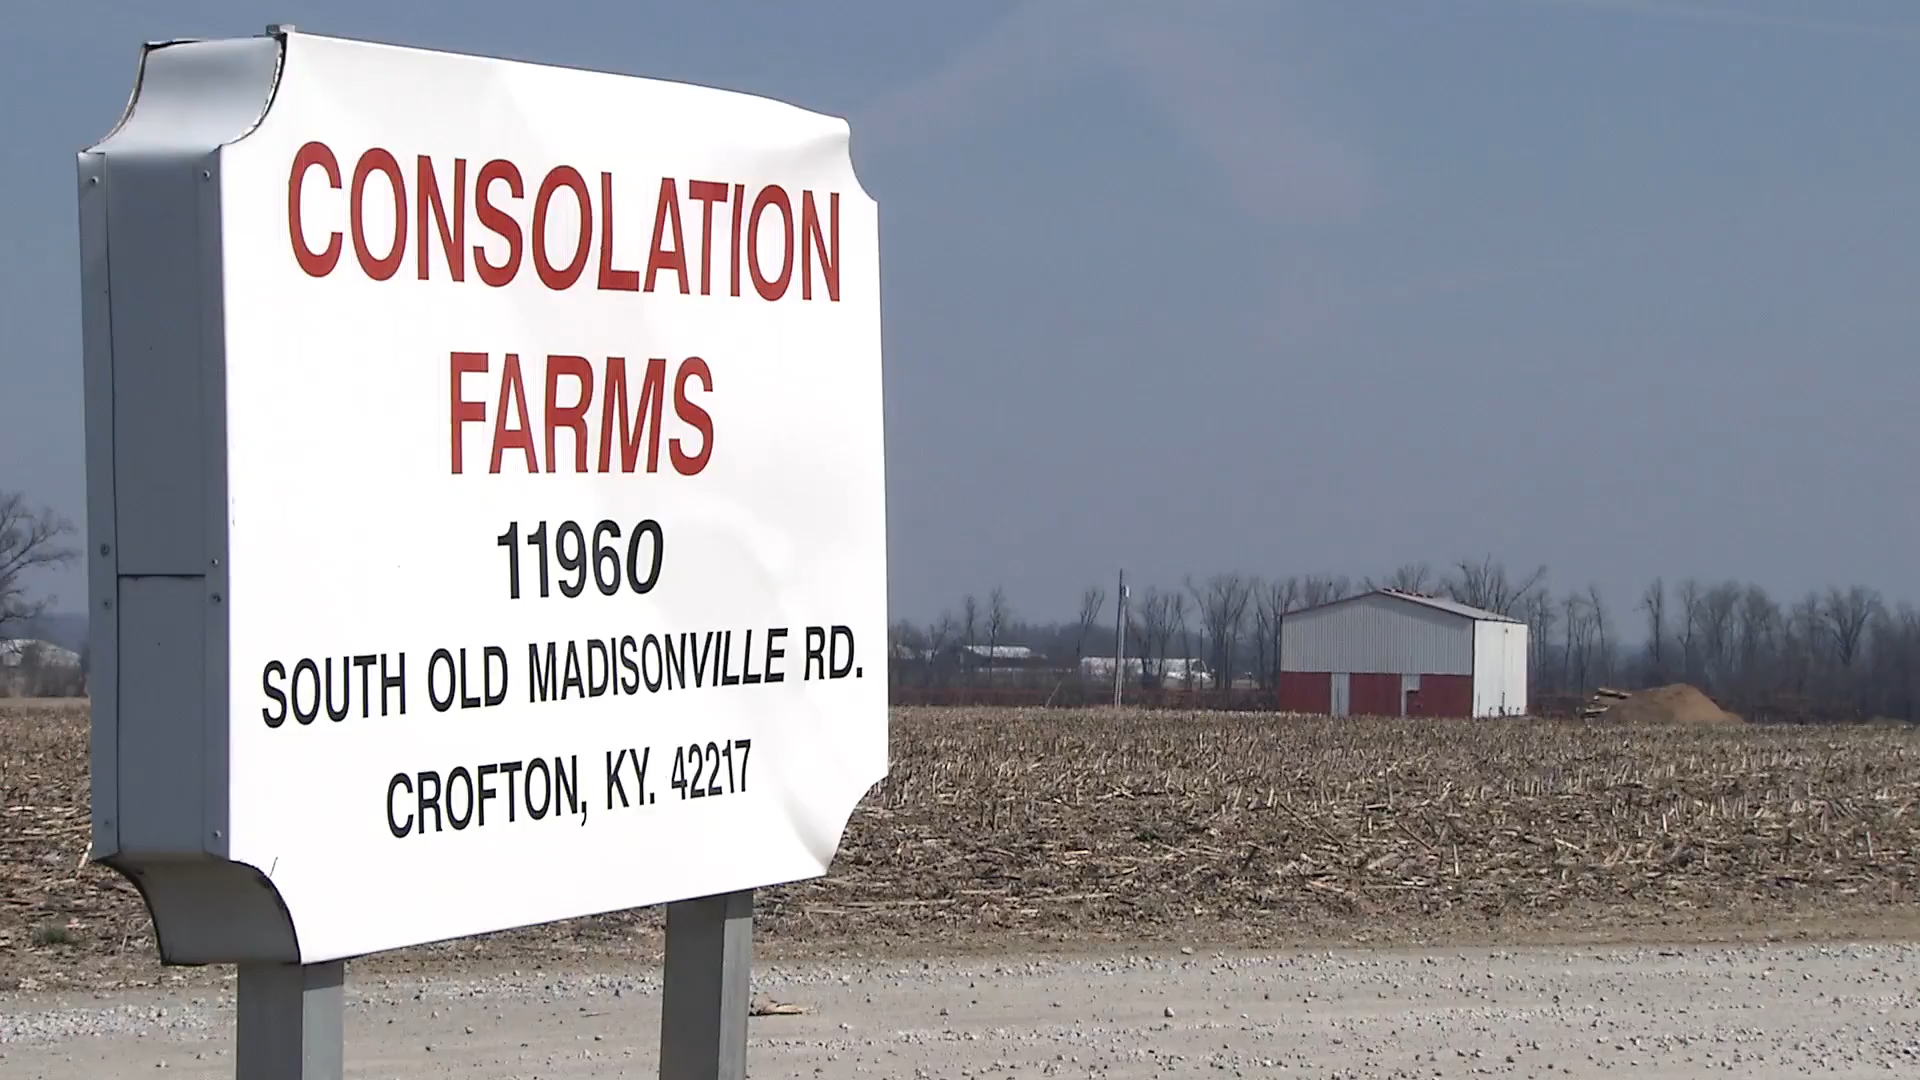 CONSOLATION
FARMS
11960
SOUTH OLD MADISONVILLE RD.
CROFTON, KY. 42217